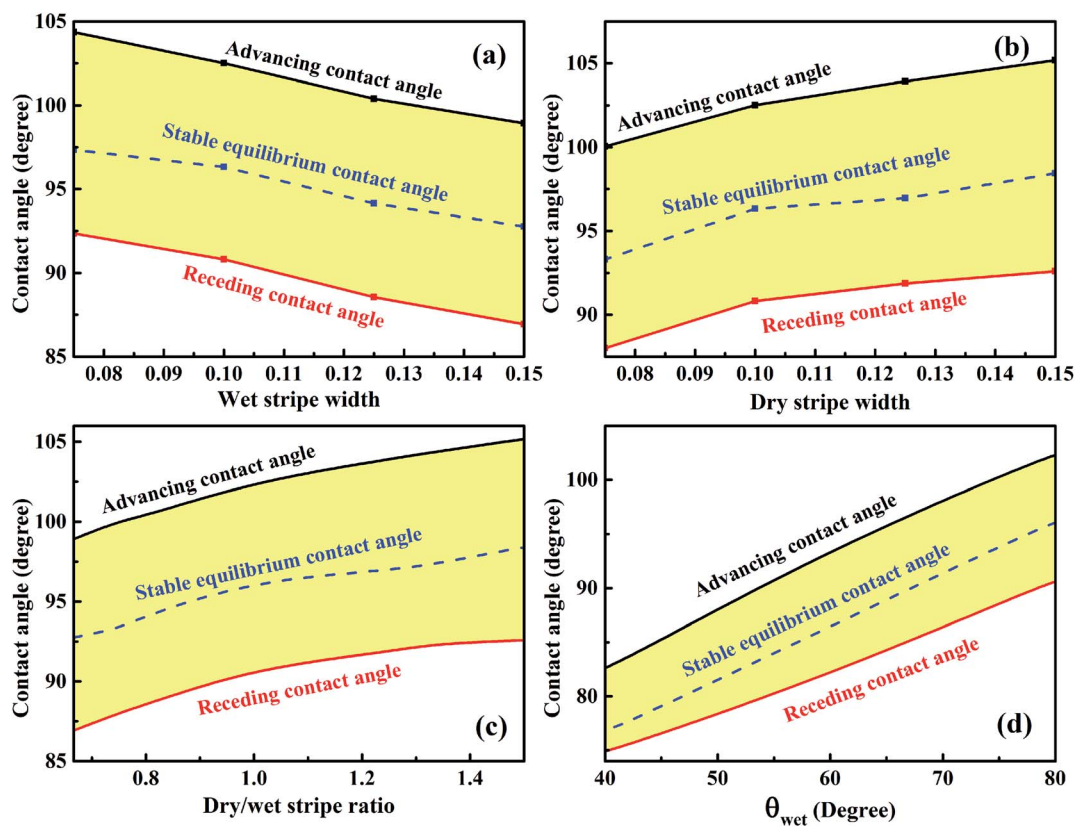 (a)
105
100
95
90
85
Contact angle (degree)
Advancing contact angle
Stable equilibrium contact angle
Receding contact angle
0.08 0.09 0.10 0.11 0.12 0.13 0.14 0.15
Wet stripe width
(b)
105
100
95
90
Contact angle (degree)
Advancing contact angle
Stable equilibrium contact angle
Receding contact angle
0.08 0.09 0.10 0.11 0.12 0.13 0.14 0.15
Dry stripe width
105
100
95
90
85
Contact angle (degree)
Advancing contact angle
Stable equilibrium contact angle
Receding contact angle
(c)
0.8 1.0 1.2 1.4
Dry/wet stripe ratio
100
90
80
Contact angle (degree)
Advancing contact angle
Stable equilibrium contact angle
Receding contact angle
(d)
40 50 60 70 80
θwet (Degree)